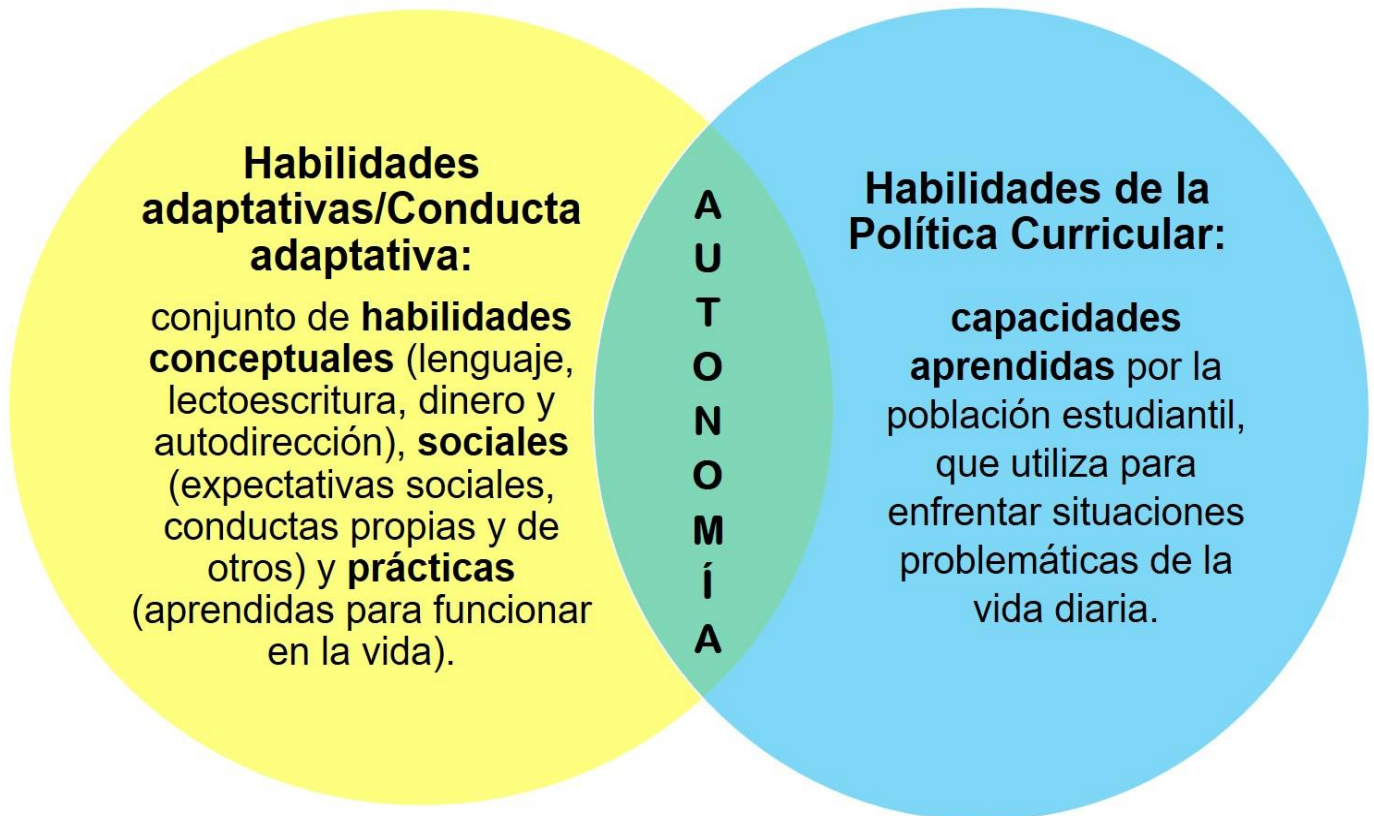 Habilidades
adaptativas/Conducta
adaptativa:
conjunto de habilidades
conceptuales (lenguaje,
lectoescritura, dinero y
autodirección), sociales
(expectativas sociales,
conductas propias y de
otros) y prácticas
(aprendidas para funcionar
en la vida).
A
U
T
O
N
O
M
Í
A
Habilidades de la
Política Curricular:
capacidades
aprendidas por la
población estudiantil,
que utiliza para
enfrentar situaciones
problemáticas de la
vida diaria.